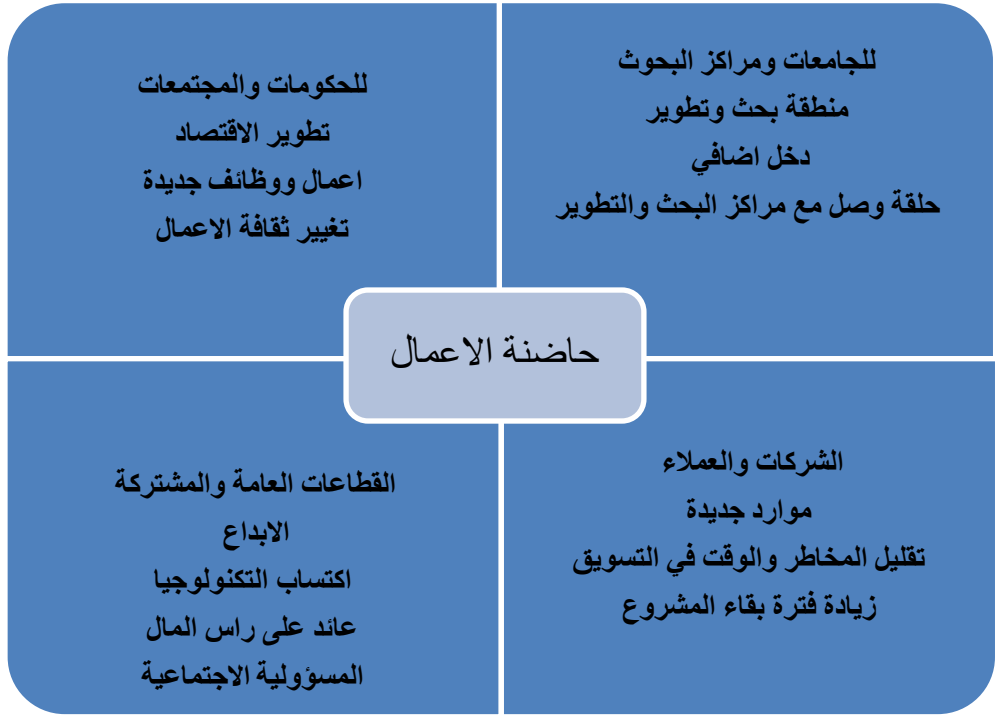 للجامعات ومراكز البحوث
منطقة بحث وتطوير
دخل اضافي
حلقة وصل مع مراكز البحث والتطوير
للحكومات والمجتمعات
تطوير الاقتصاد
اعمال ووظائف جديدة
تغيير ثقافة الاعمال
حاضنة الاعمال
الشركات والعملاء
موارد جديدة
تقليل المخاطر والوقت في التسويق
زيادة فترة بقاء المشروع
القطاعات العامة والمشتركة
الابداع
اكتساب التكنولوجيا
عائد على راس المال
المسؤولية الاجتماعية